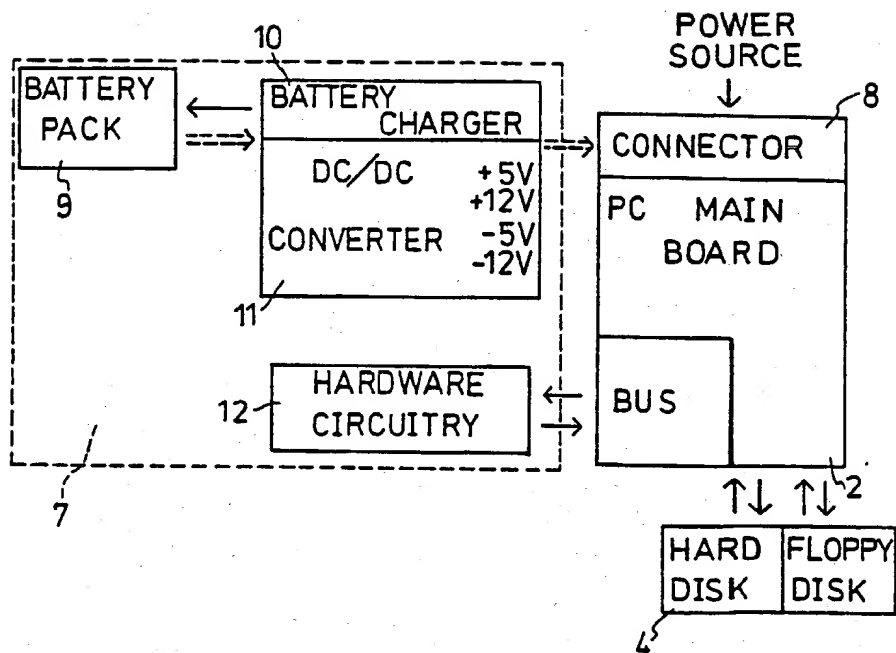 POWER
SOURCE
10
8
BATTERY
PACK
9
BATTERY
CHARGER
DC/DC
CONVERTER
+5V
+12V
-5V
-12V
11
CONNECTOR
PC MAIN
BOARD
BUS
2
HARDWARE
CIRCUITRY
12
7
HARD
DISK
FLOPPY
DISK
4